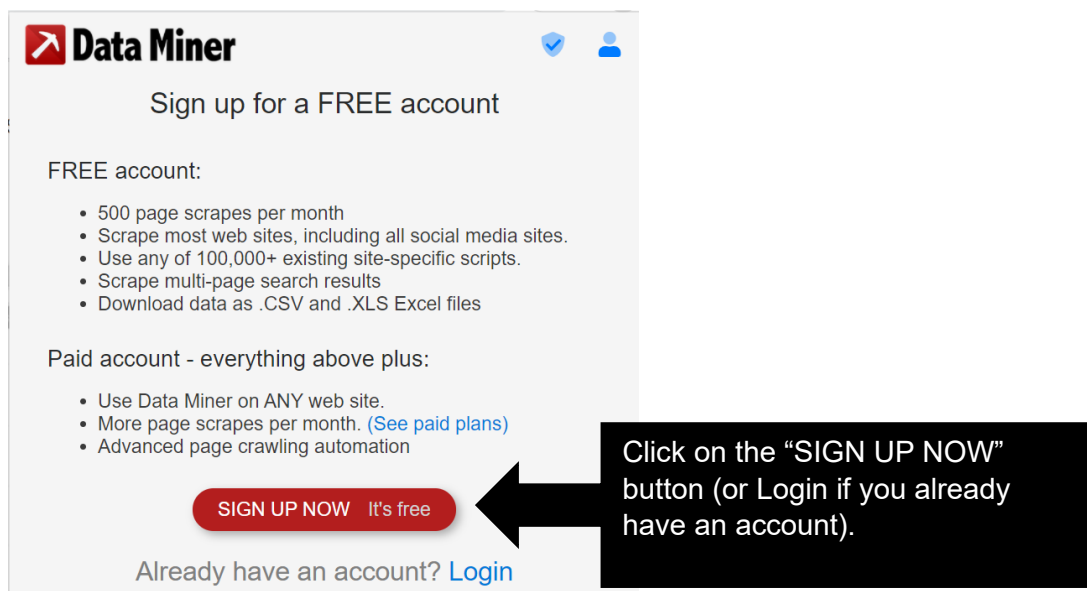 Data Miner
Sign up for a FREE account
FREE account:
• 500 page scrapes per month
• Scrape most web sites, including all social media sites.
• Use any of 100,000+ existing site-specific scripts.
• Scrape multi-page search results
• Download data as .CSV and .XLS Excel files
Paid account - everything above plus:
• Use Data Miner on ANY web site.
• More page scrapes per month. (See paid plans)
• Advanced page crawling automation
SIGN UP NOW It's free
Already have an account? Login
Click on the “SIGN UP NOW”
button (or Login if you already
have an account).